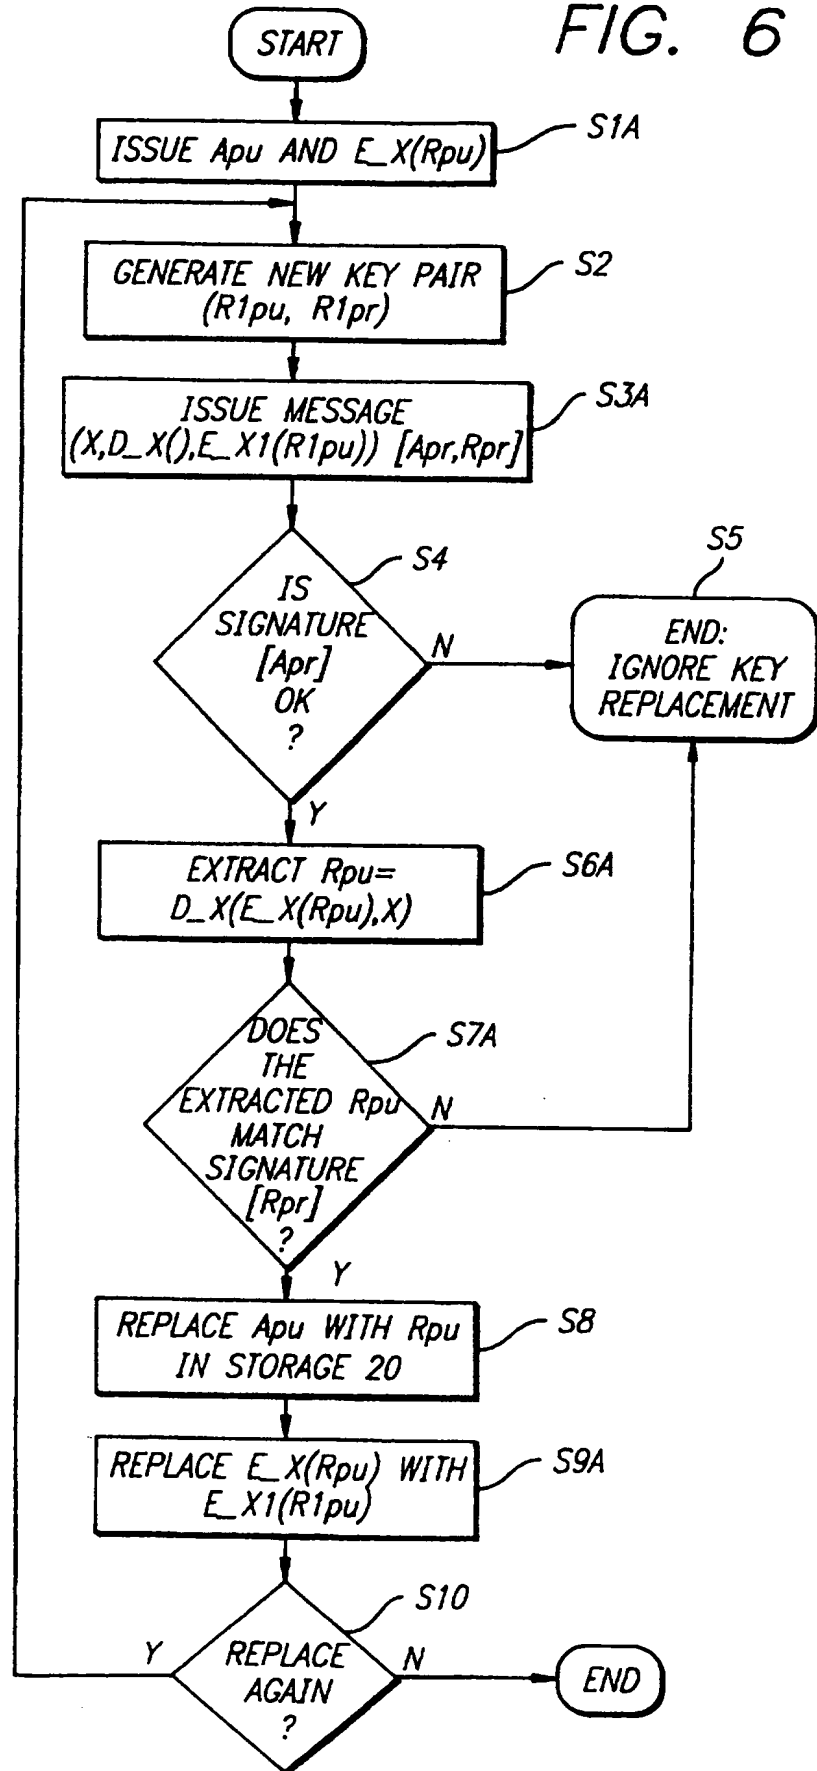 FIG. 6
START
S1A
ISSUE Apu AND E_X(Rpu)
S2
GENERATE NEW KEY PAIR
(R1pu, R1pr)
S3A
ISSUE MESSAGE
(X,D_X(),E_X1(R1pu)) [Apr,Rpr]
S4
IS
SIGNATURE
[Apr]
OK
?
N
Y
S5
END:
IGNORE KEY
REPLACEMENT
S6A
EXTRACT Rpu=
D_X(E_X(Rpu),X)
S7A
DOES
THE
EXTRACTED Rpu
MATCH
SIGNATURE
[Rpr]
?
N
Y
S8
REPLACE Apu WITH Rpu
IN STORAGE 20
S9A
REPLACE E_X(Rpu) WITH
E_X1(R1pu)
S10
REPLACE
AGAIN
?
Y
N
END